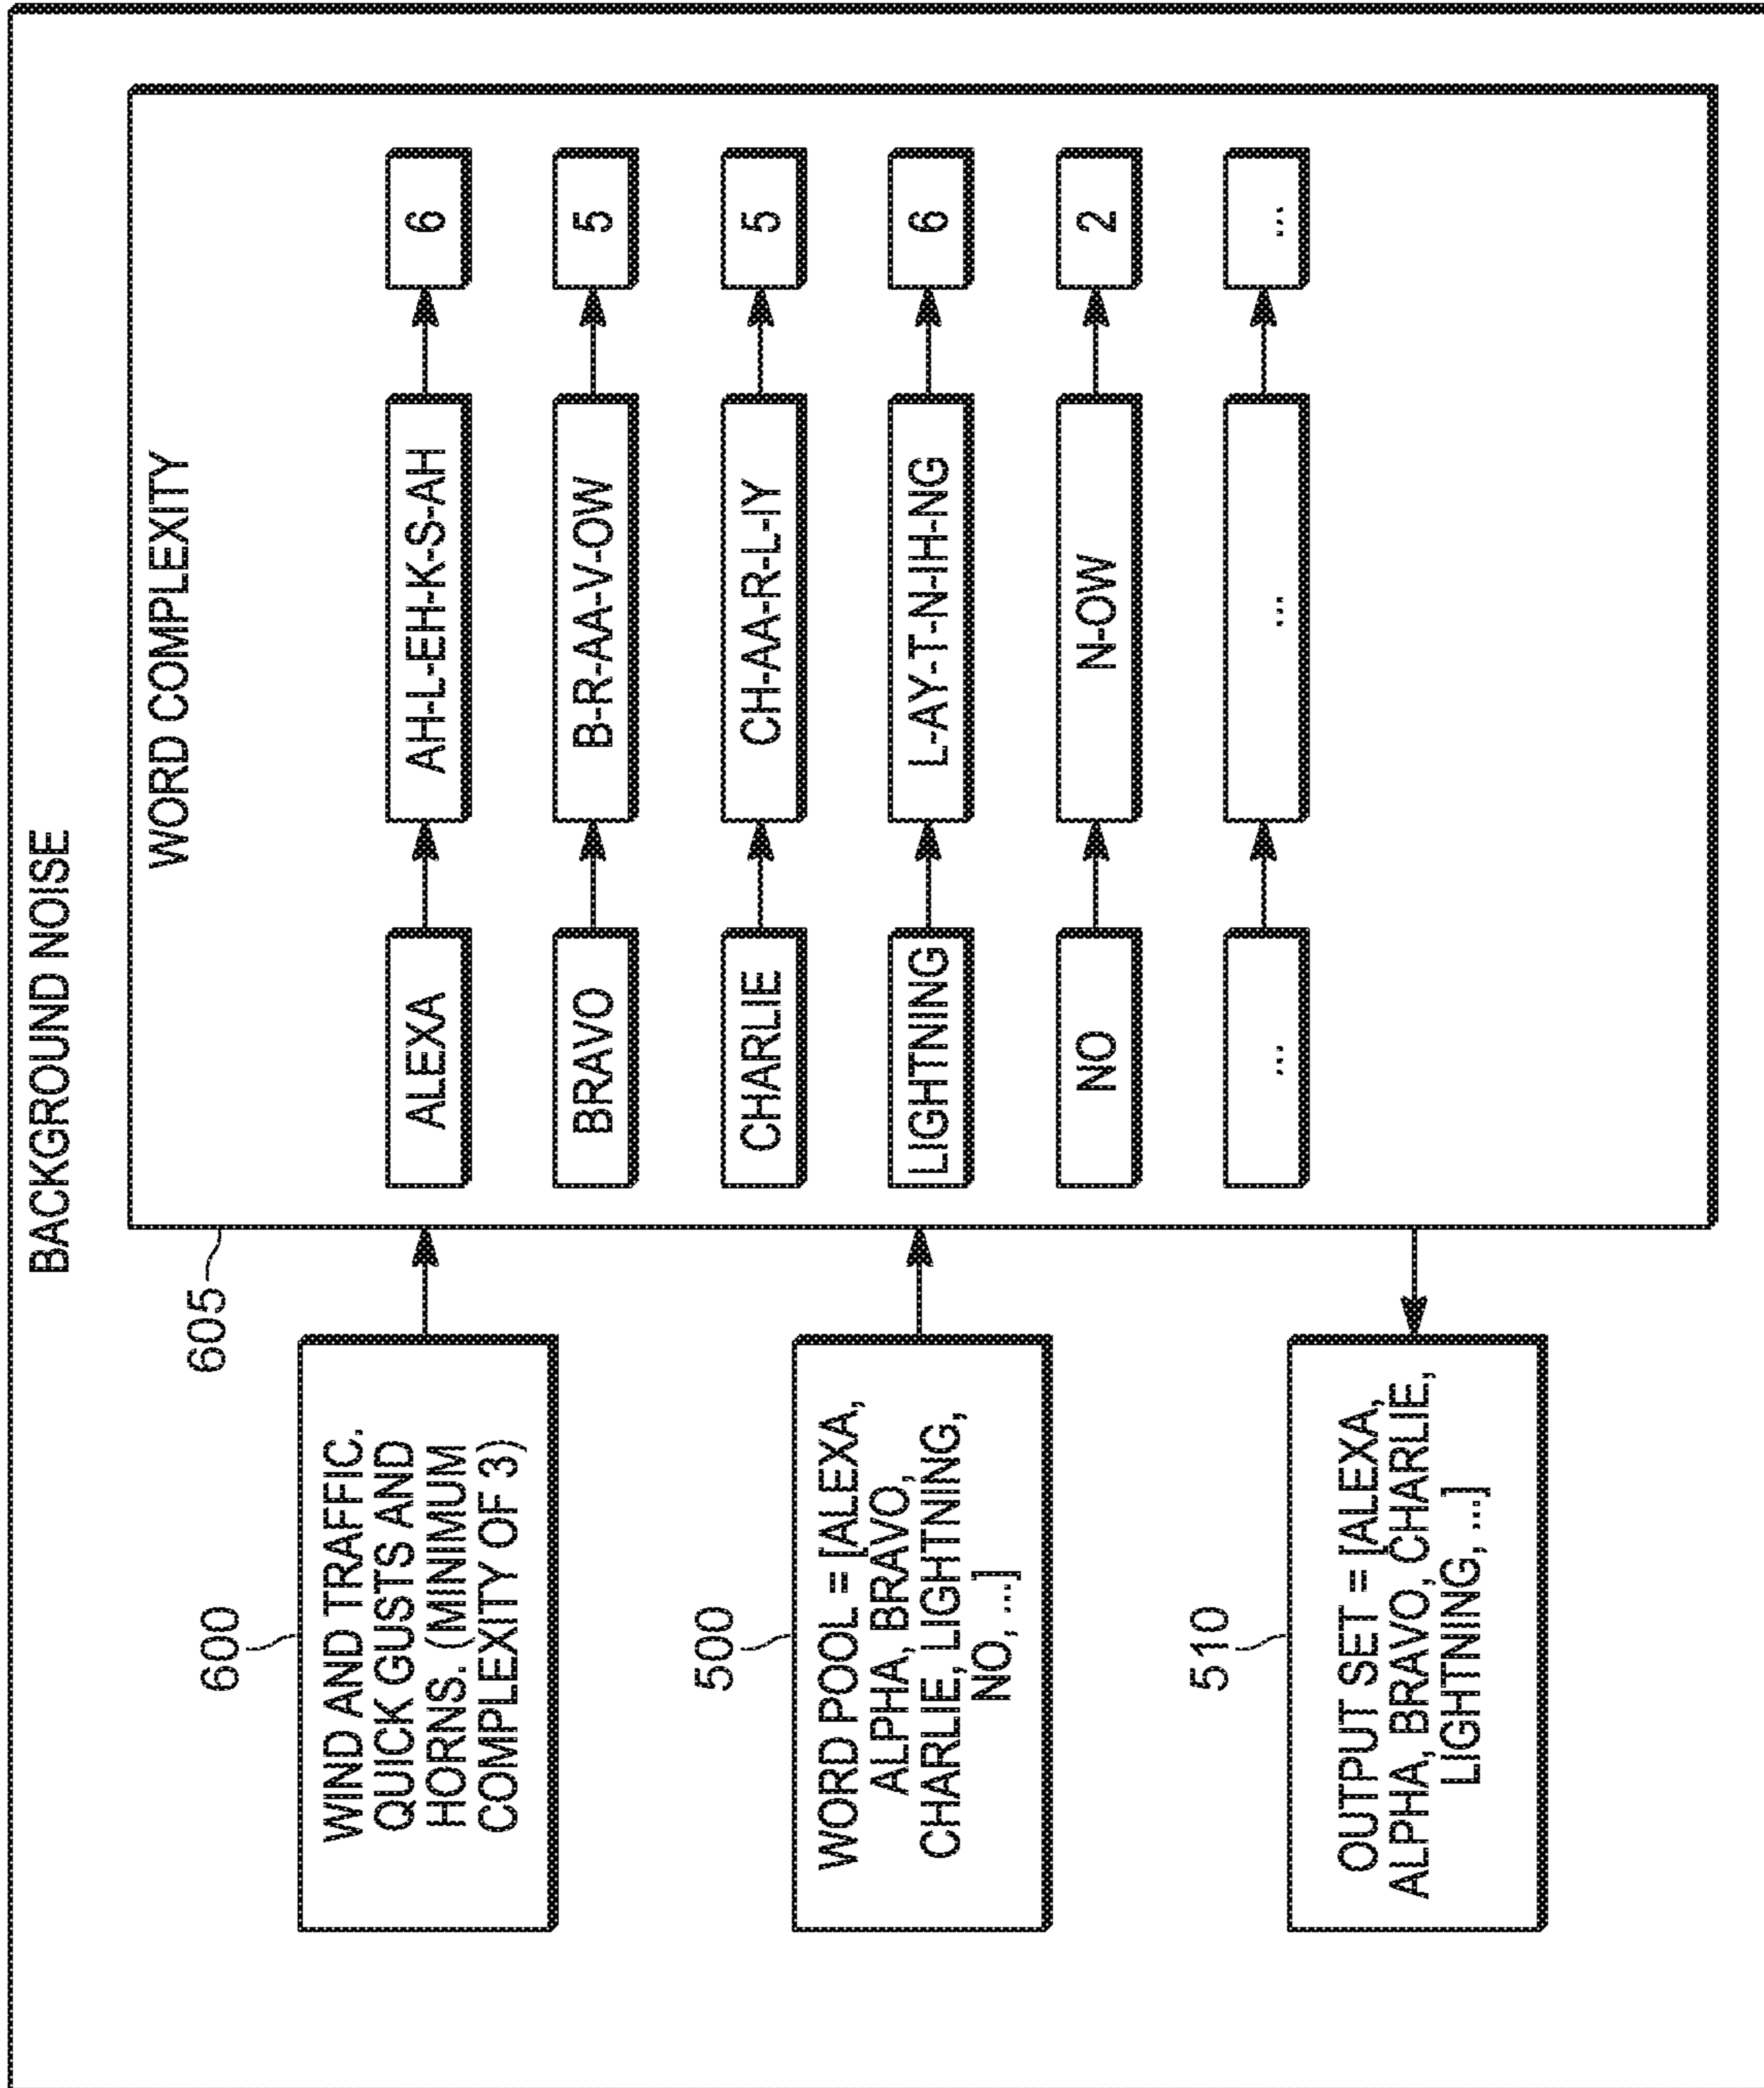 BACKGROUND NOISE
600
WIND AND TRAFFIC.
QUICK GUSTS AND
HORNS. (MINIMUM
COMPLEXITY OF 3)
500
WORD POOL = [ALEXA,
ALPHA, BRAVO,
CHARLIE, LIGHTNING,
NO, ...]
510
OUTPUT SET = [ALEXA,
ALPHA, BRAVO, CHARLIE,
LIGHTNING, ...]
605
WORD COMPLEXITY
ALEXA AH-L-EH-K-S-AH 6
BRAVO B-R-AA-V-OW 5
CHARLIE CH-AA-R-L-IY 5
LIGHTNING L-AY-T-N-IH-NG 6
NO N-OW 2
... ... ...